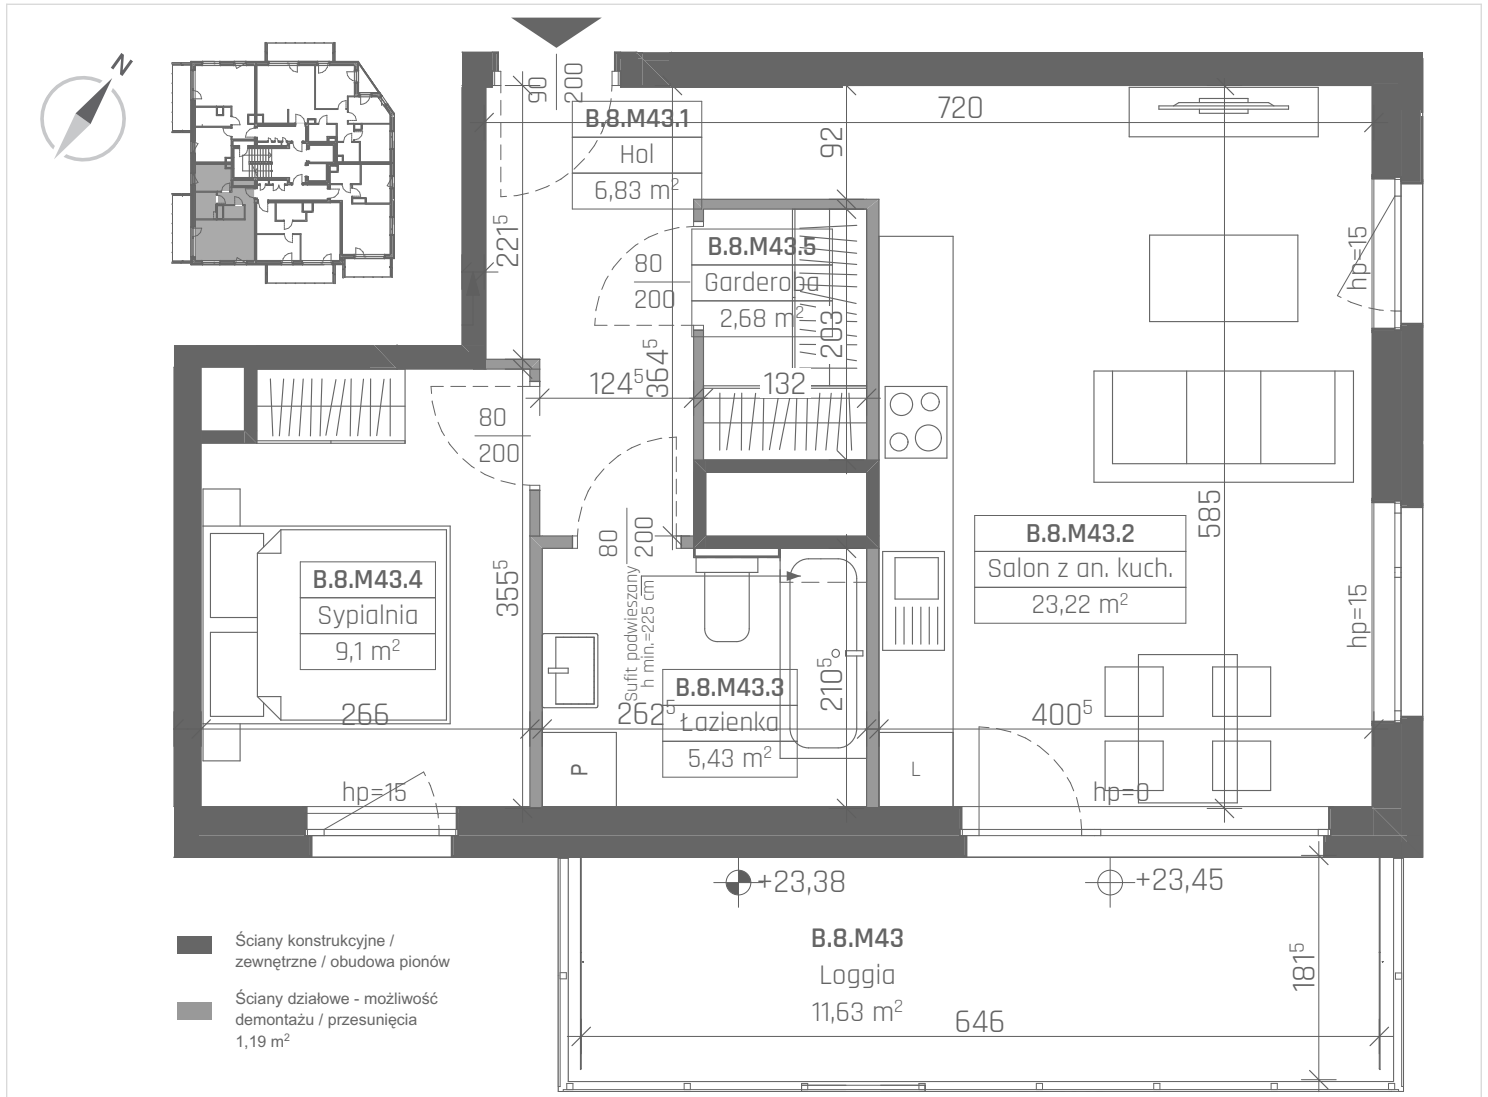 N
90
200
B.8.M43.1
Hol
6,83 m²
720
92
221⁵
80
200
B.8.M43.5
Garderoba
2,68 m²
203
hp=15
364⁵
124⁵
132
80
200
80
200
585
B.8.M43.2
Salon z an. kuch.
23,22 m²
B.8.M43.4
Sypialnia
9,1 m²
355⁵
Sufit podwieszany
h min.=225 cm
hp=15
B.8.M43.3
Łazienka
5,43 m²
210⁵
266
262⁵
400⁵
P
L
hp=15
hp=0
+23,38
+23,45
B.8.M43
Loggia
11,63 m²
181⁵
646
Ściany konstrukcyjne /
zewnętrzne / obudowa pionów
Ściany działowe - możliwość
demontażu / przesunięcia
1,19 m²